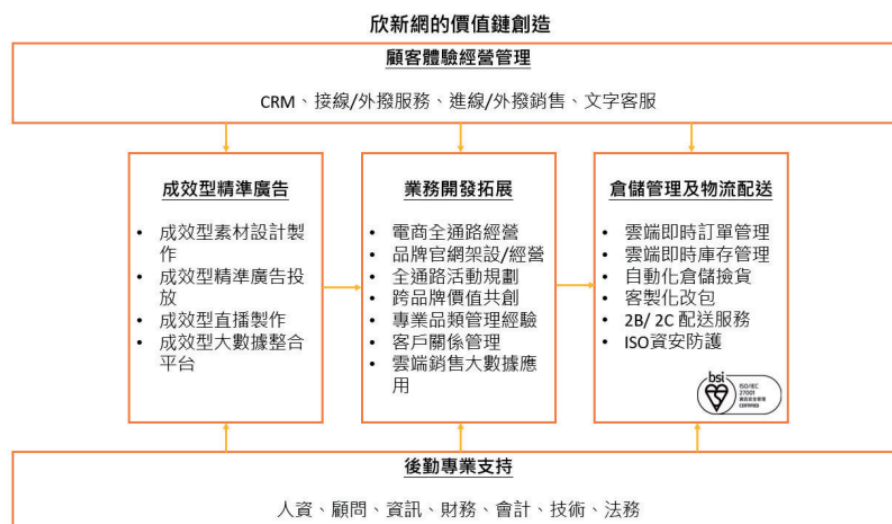 欣新網的價值鏈創造
顧客體驗經營管理
CRM、接線/外撥服務、進線/外撥銷售、文字客服
成效型精準廣告
• 成效型素材設計製
作
• 成效型精準廣告投
放
• 成效型直播製作
• 成效型大數據整合
平台
業務開發拓展
• 電商全通路經營
• 品牌官網架設/經營
• 全通路活動規劃
• 跨品牌價值共創
• 專業品類管理經驗
• 客戶關係管理
• 雲端銷售大數據應
用
倉儲管理及物流配送
• 雲端即時訂單管理
• 雲端即時庫存管理
• 自動化倉儲撿貨
• 客製化改包
• 2B/ 2C 配送服務
• ISO資安防護
bsi
ISO/IEC
27001
資訊安全管理
CERTIFIED
後勤專業支持
人資、顧問、資訊、財務、會計、技術、法務